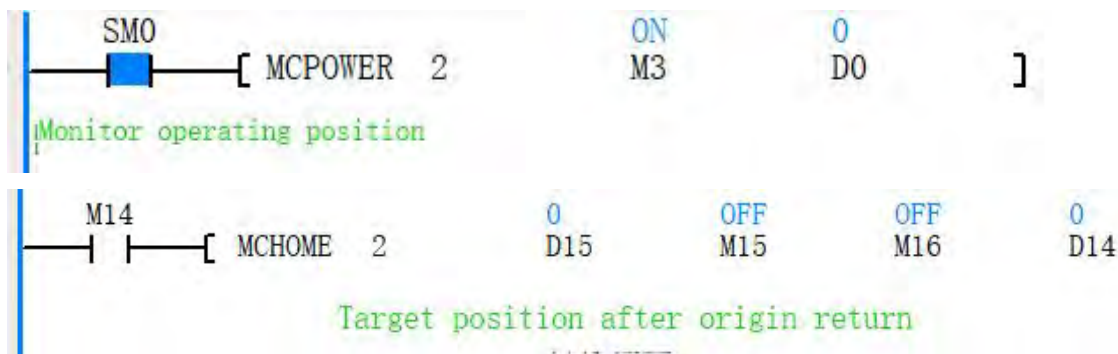 SM0 ON 0
[ MCPOWER 2 M3 D0 ]
Monitor operating position
M14 0 OFF OFF 0
[ MCHOME 2 D15 M15 M16 D14
Target position after origin return